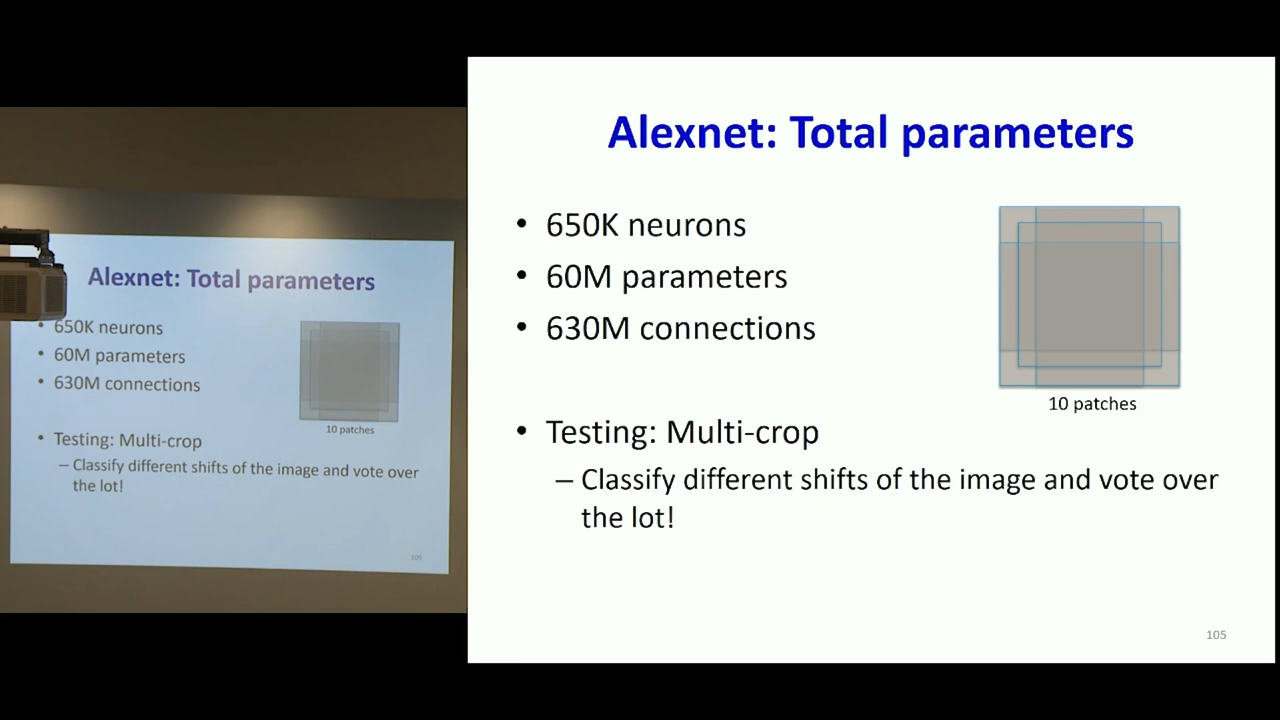 Alexnet: Total parameters
• 650K neurons
• 60M parameters
• 630M connections
10 patches
• Testing: Multi-crop
– Classify different shifts of the image and vote over
the lot!
105
Alexnet: Total parameters
• 650K neurons
• 60M parameters
• 630M connections
10 patches
• Testing: Multi-crop
– Classify different shifts of the image and vote over
the lot!
105